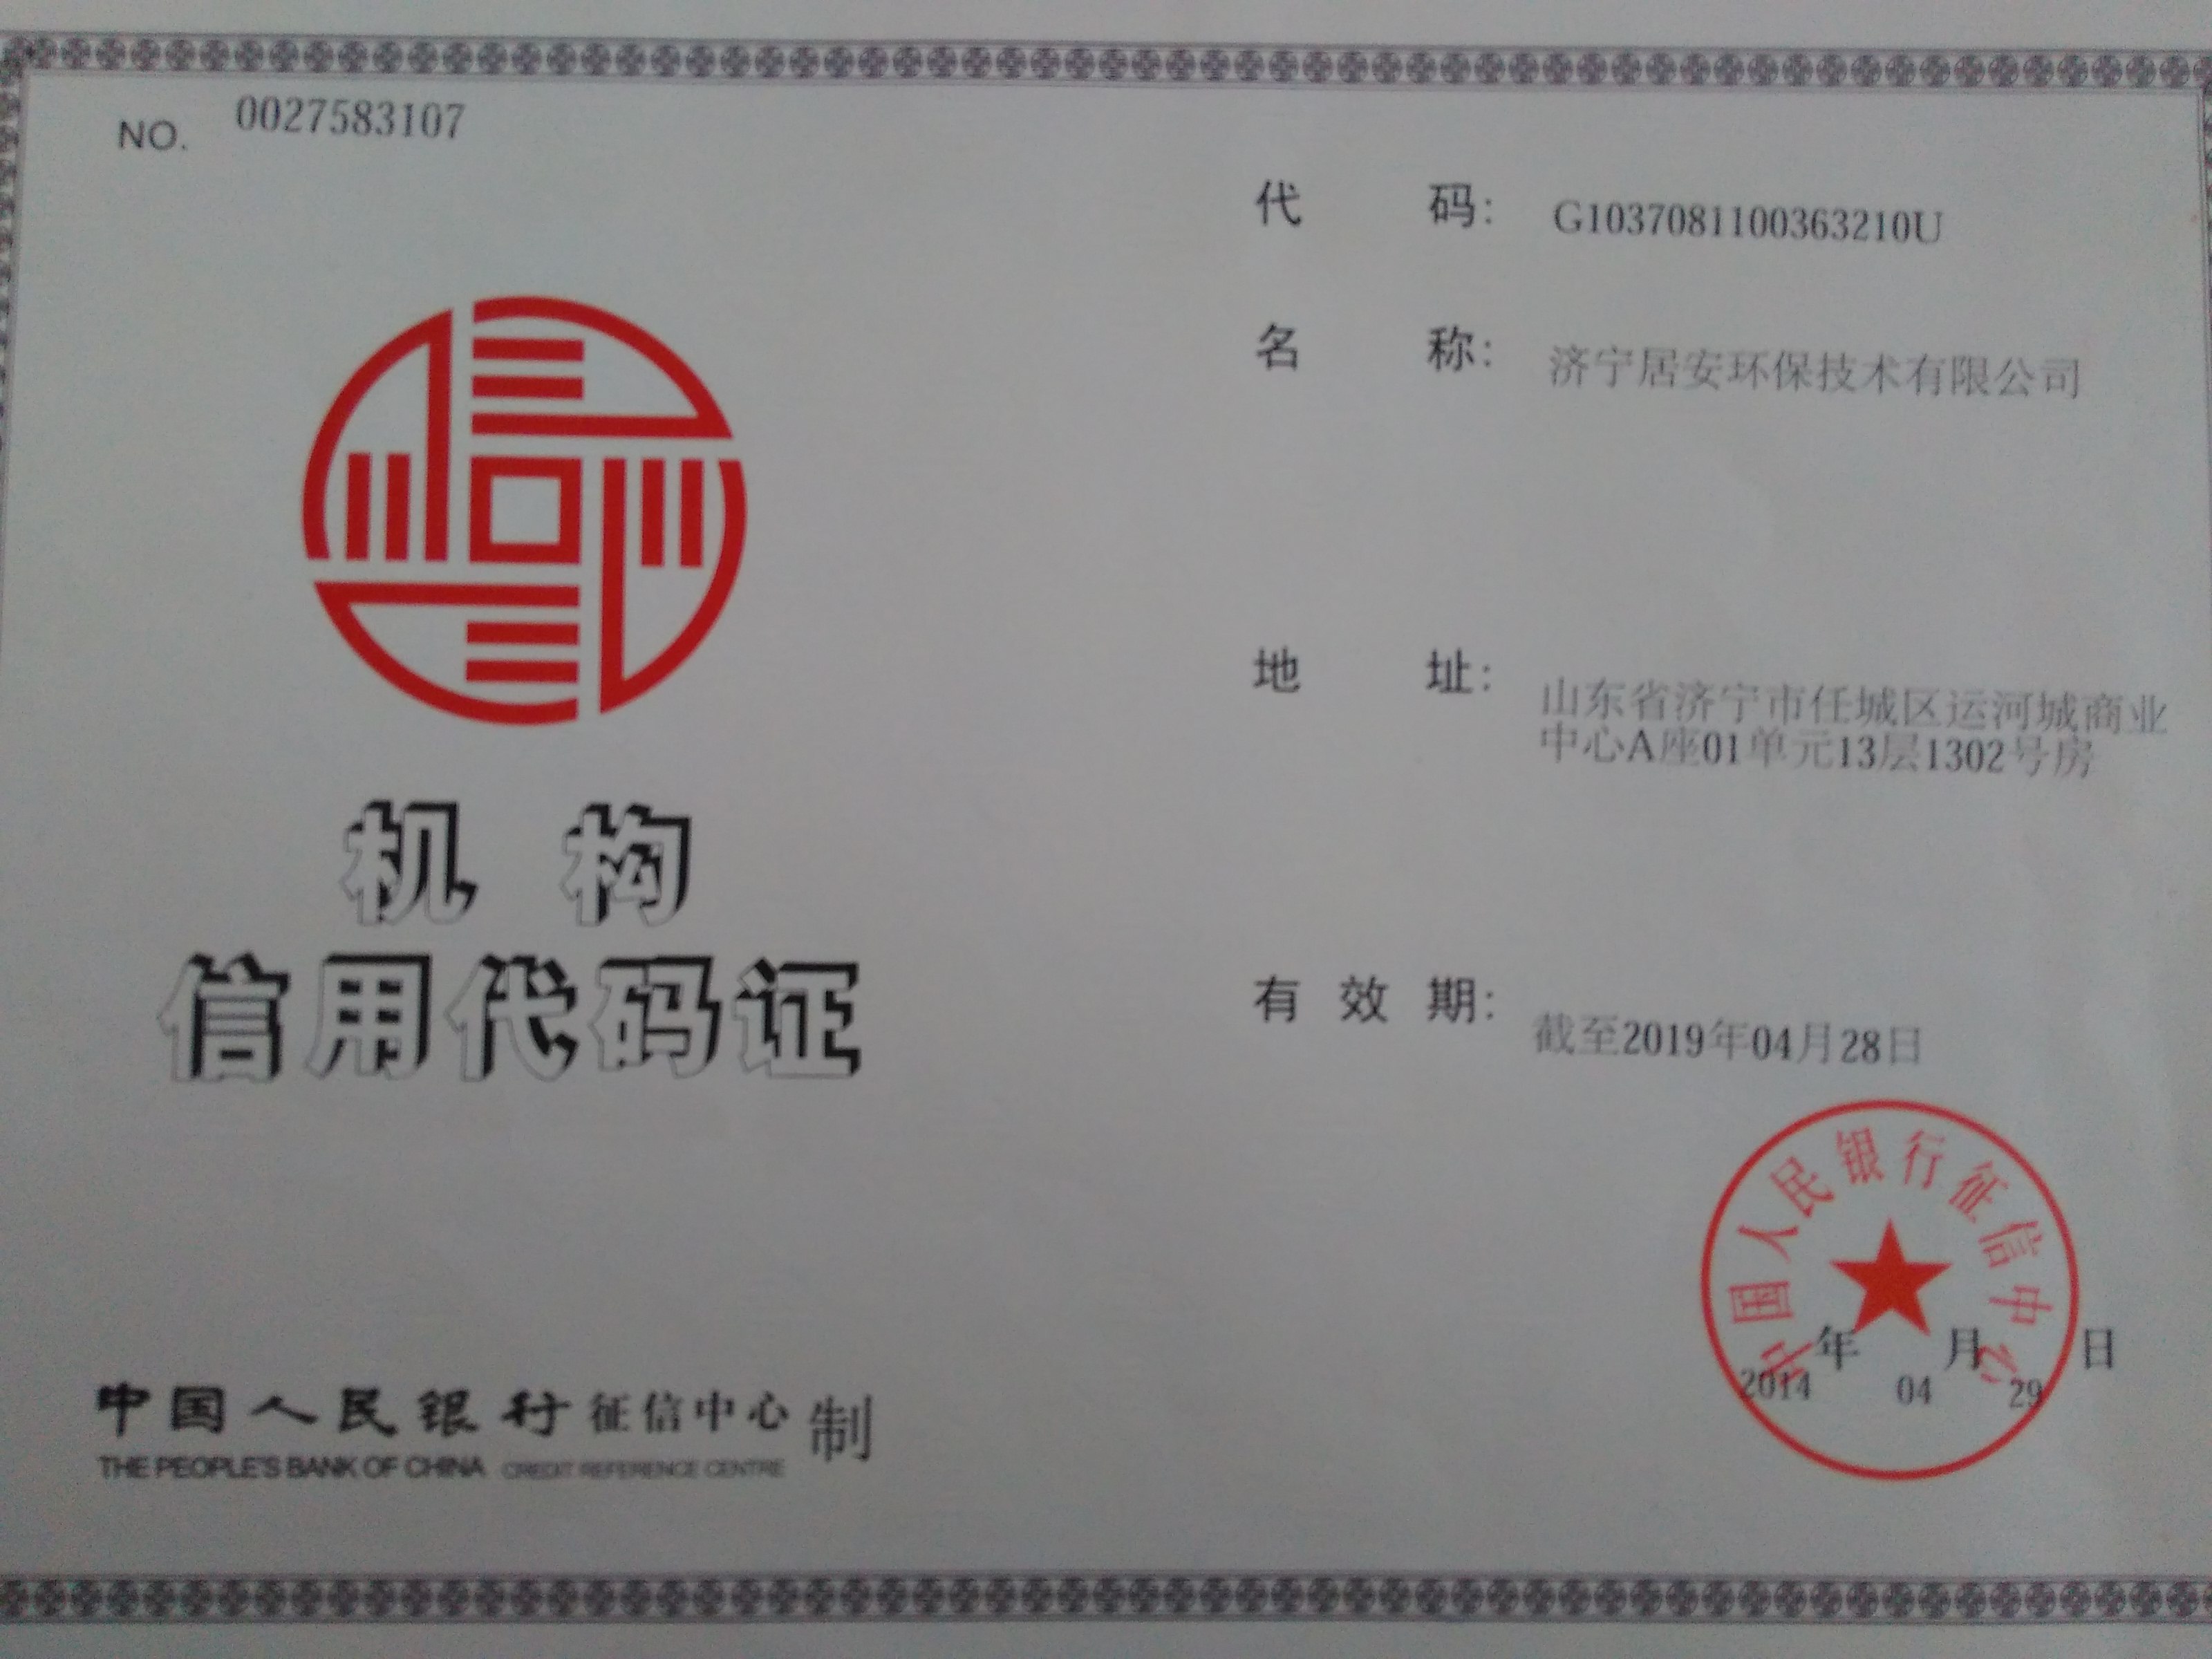 NO. 0027583107
机构
信用代码证
中国人民银行征信中心 制
THE PEOPLE'S BANK OF CHINA CREDIT REFERENCE CENTRE
代码: G1037081100363210U
名称: 济宁居安环保技术有限公司
地址: 山东省济宁市任城区运河城商业
中心A座01单元13层1302号房
有效期: 截至2019年04月28日
中国人民银行征信中心
年 月 日
2014 04 29